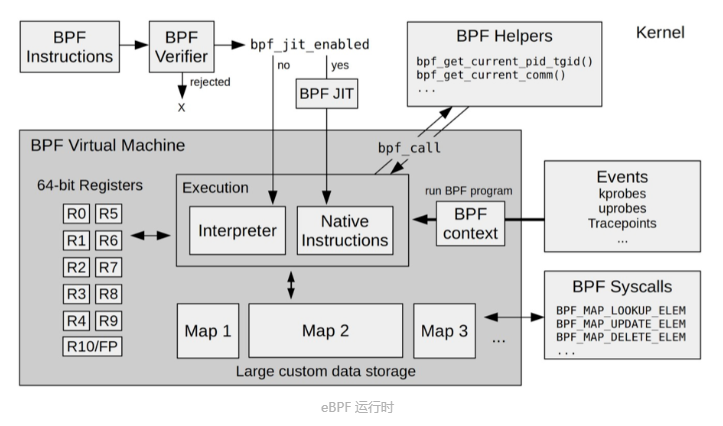 BPF
Instructions
BPF
Verifier
rejected
X
bpf_jit_enabled
no
yes
BPF JIT
BPF Helpers
bpf_get_current_pid_tgid()
bpf_get_current_comm()
...
Kernel
BPF Virtual Machine
bpf_call
64-bit Registers
R0 R5
R1 R6
R2 R7
R3 R8
R4 R9
R10/FP
Execution
Interpreter
Native
Instructions
run BPF program
BPF
context
Events
kprobes
uprobes
Tracepoints
...
Map 1
Map 2
Map 3
...
Large custom data storage
BPF Syscalls
BPF_MAP_LOOKUP_ELEM
BPF_MAP_UPDATE_ELEM
BPF_MAP_DELETE_ELEM
...
eBPF 运行时